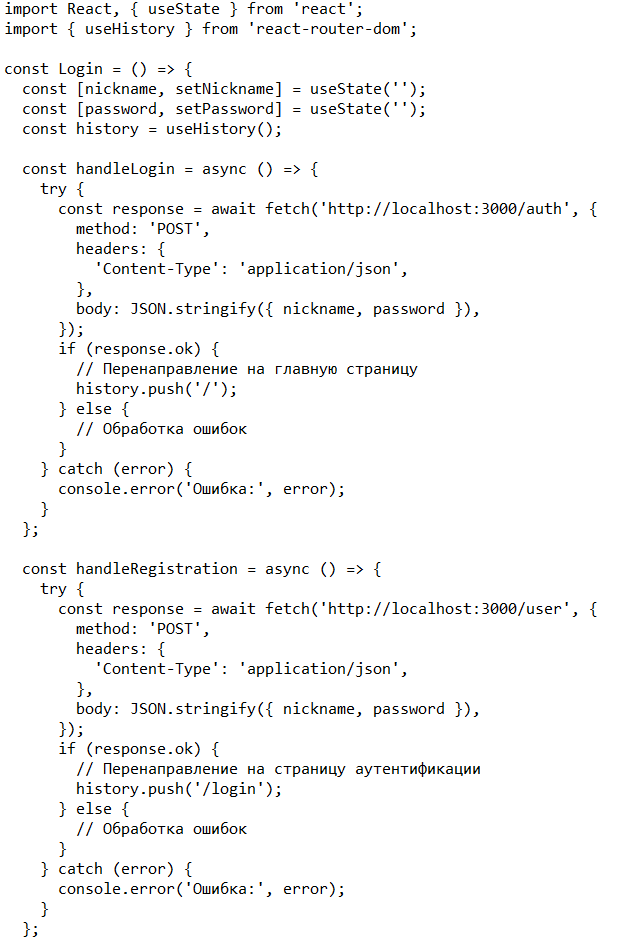 import React, { useState } from 'react';
import { useHistory } from 'react-router-dom';

const Login = () => {
  const [nickname, setNickname] = useState('');
  const [password, setPassword] = useState('');
  const history = useHistory();

  const handleLogin = async () => {
    try {
      const response = await fetch('http://localhost:3000/auth', {
        method: 'POST',
        headers: {
          'Content-Type': 'application/json',
        },
        body: JSON.stringify({ nickname, password }),
      });
      if (response.ok) {
        // Перенаправление на главную страницу
        history.push('/');
      } else {
        // Обработка ошибок
      }
    } catch (error) {
      console.error('Ошибка:', error);
    }
  };

  const handleRegistration = async () => {
    try {
      const response = await fetch('http://localhost:3000/user', {
        method: 'POST',
        headers: {
          'Content-Type': 'application/json',
        },
        body: JSON.stringify({ nickname, password }),
      });
      if (response.ok) {
        // Перенаправление на страницу аутентификации
        history.push('/login');
      } else {
        // Обработка ошибок
      }
    } catch (error) {
      console.error('Ошибка:', error);
    }
  };